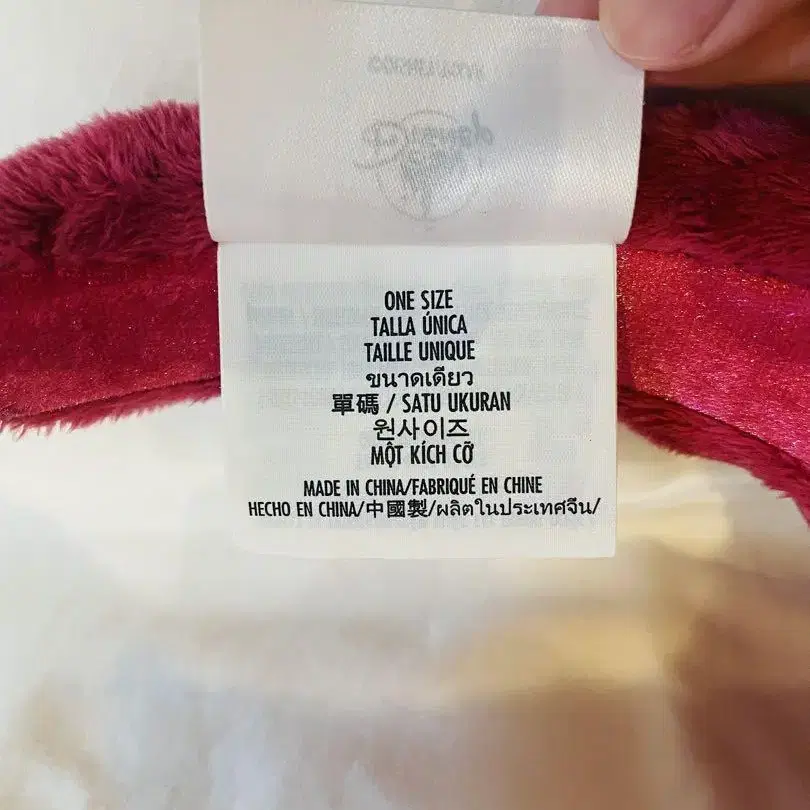 ONE SIZE
TALLA ÚNICA
TAILLE UNIQUE
ขนาดเดียว
單碼 / SATU UKURAN
원사이즈
MỘT KÍCH CỠ
MADE IN CHINA/FABRIQUÉ EN CHINE
HECHO EN CHINA/中國製/ผลิตในประเทศจีน/